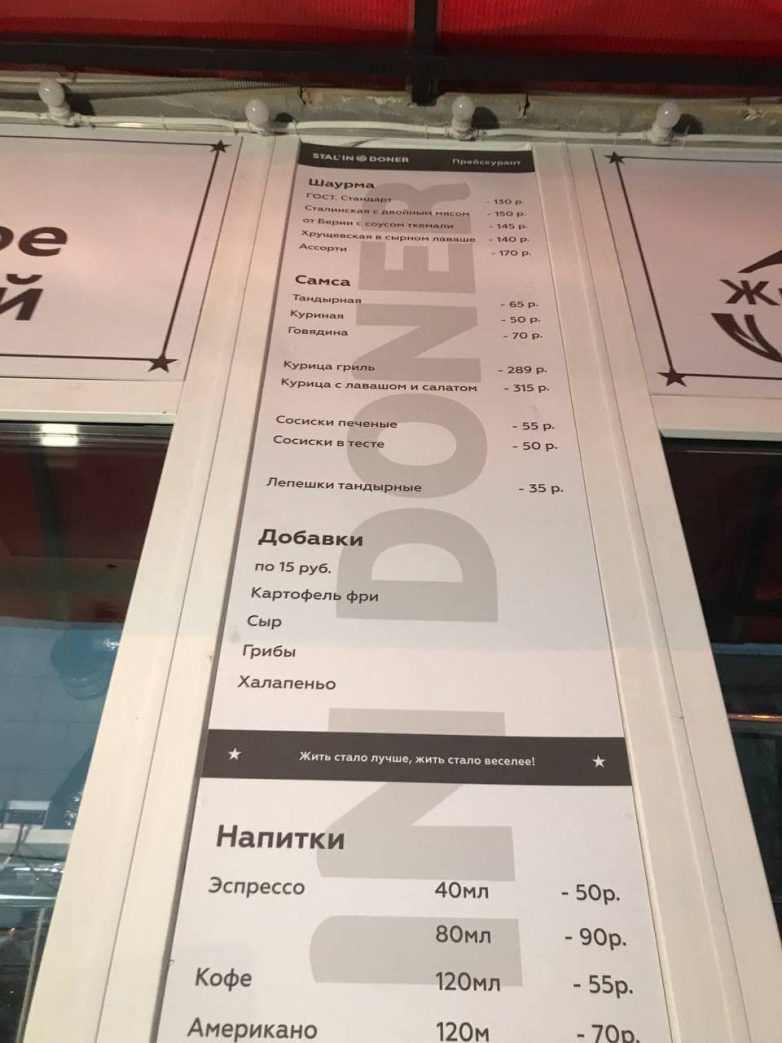 STAL'IN DONER Прейскурант
Шаурма
ГОСТ. Стандарт - 130 р.
Сталинская с двойным мясом - 150 р.
от Берии с соусом ткемали - 145 р.
Хрущевская в сырном лаваше - 140 р.
Ассорти - 170 р.
Самса
Тандырная - 65 р.
Куриная - 50 р.
Говядина - 70 р.
Курица гриль - 289 р.
Курица с лавашом и салатом - 315 р.
Сосиски печеные - 55 р.
Сосиски в тесте - 50 р.
Лепешки тандырные - 35 р.
Добавки
по 15 руб.
Картофель фри
Сыр
Грибы
Халапеньо
Жить стало лучше, жить стало веселее!
Напитки
Эспрессо 40мл - 50р.
80мл - 90р.
Кофе 120мл - 55р.
Американо 120м - 70р.
IN DONER